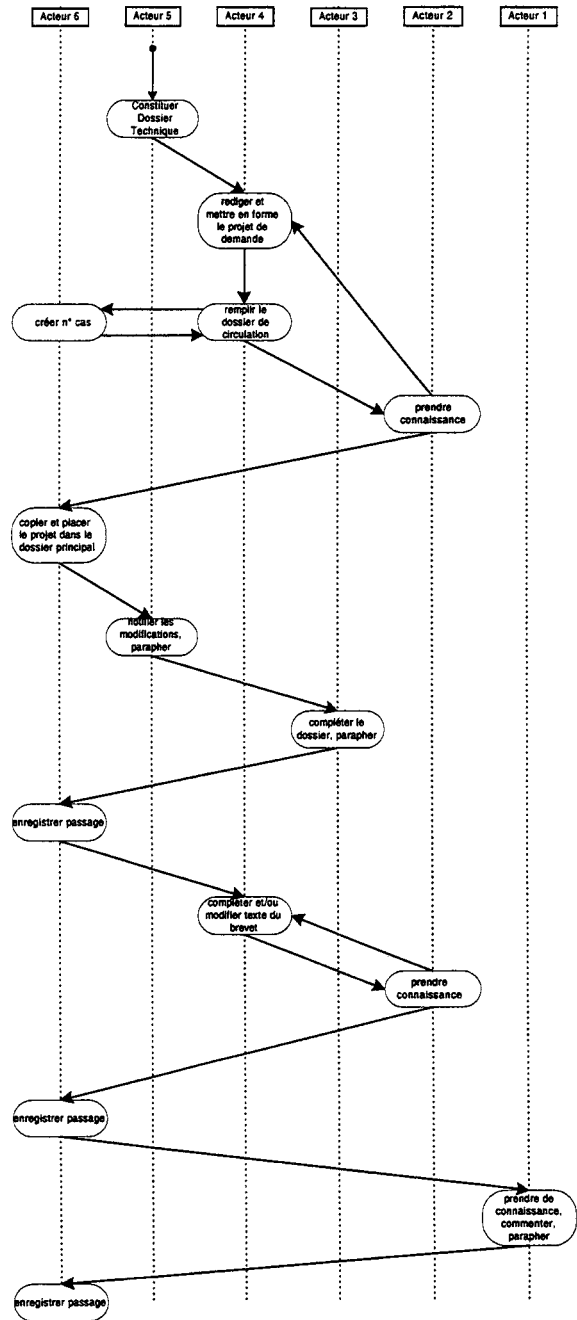 Acteur 6 Acteur 5 Acteur 4 Acteur 3 Acteur 2 Acteur 1
Constituer
Dossier
Technique
rediger et
mettre en forme
le projet de
demande
créer n° cas
remplir le
dossier de
circulation
prendre
connaissance
copier et placer
le projet dans le
dossier principal
notifier les
modifications,
parapher
compléter le
dossier, parapher
enregistrer passage
compléter et/ou
modifier texte du
brevet
prendre
connaissance
enregistrer passage
prendre de
connaissance,
commenter,
parapher
enregistrer passage